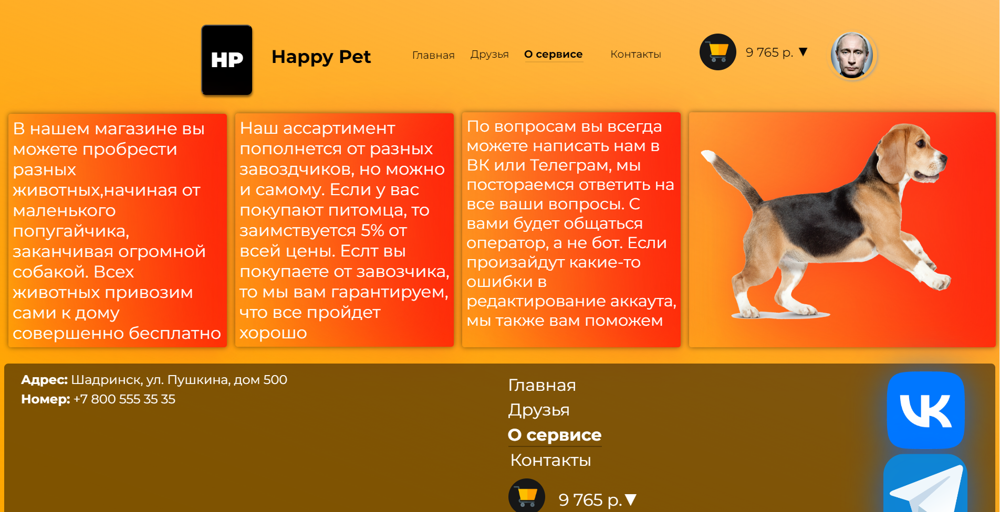 HP
Happy Pet
Главная
Друзья
О сервисе
Контакты
9 765 р. ▼
В нашем магазине вы
можете пробрести
разных
животных,начиная от
маленького
попугайчика,
заканчивая огромной
собакой. Всех
животных привозим
сами к дому
совершенно бесплатно
Наш ассартимент
пополнется от разных
завоздчиков, но можно
и самому. Если у вас
покупают питомца, то
заимствуется 5% от
всей цены. Еслт вы
покупаете от завозчика,
то мы вам гарантируем,
что все пройдет
хорошо
По вопросам вы всегда
можете написать нам в
ВК или Телеграм, мы
постораемся ответить на
все ваши вопросы. С
вами будет общаться
оператор, а не бот. Если
произайдут какие-то
ошибки в
редактирование аккаута,
мы также вам поможем
Адрес: Шадринск, ул. Пушкина, дом 500
Номер: +7 800 555 35 35
Главная
Друзья
О сервисе
Контакты
9 765 р.▼
VK